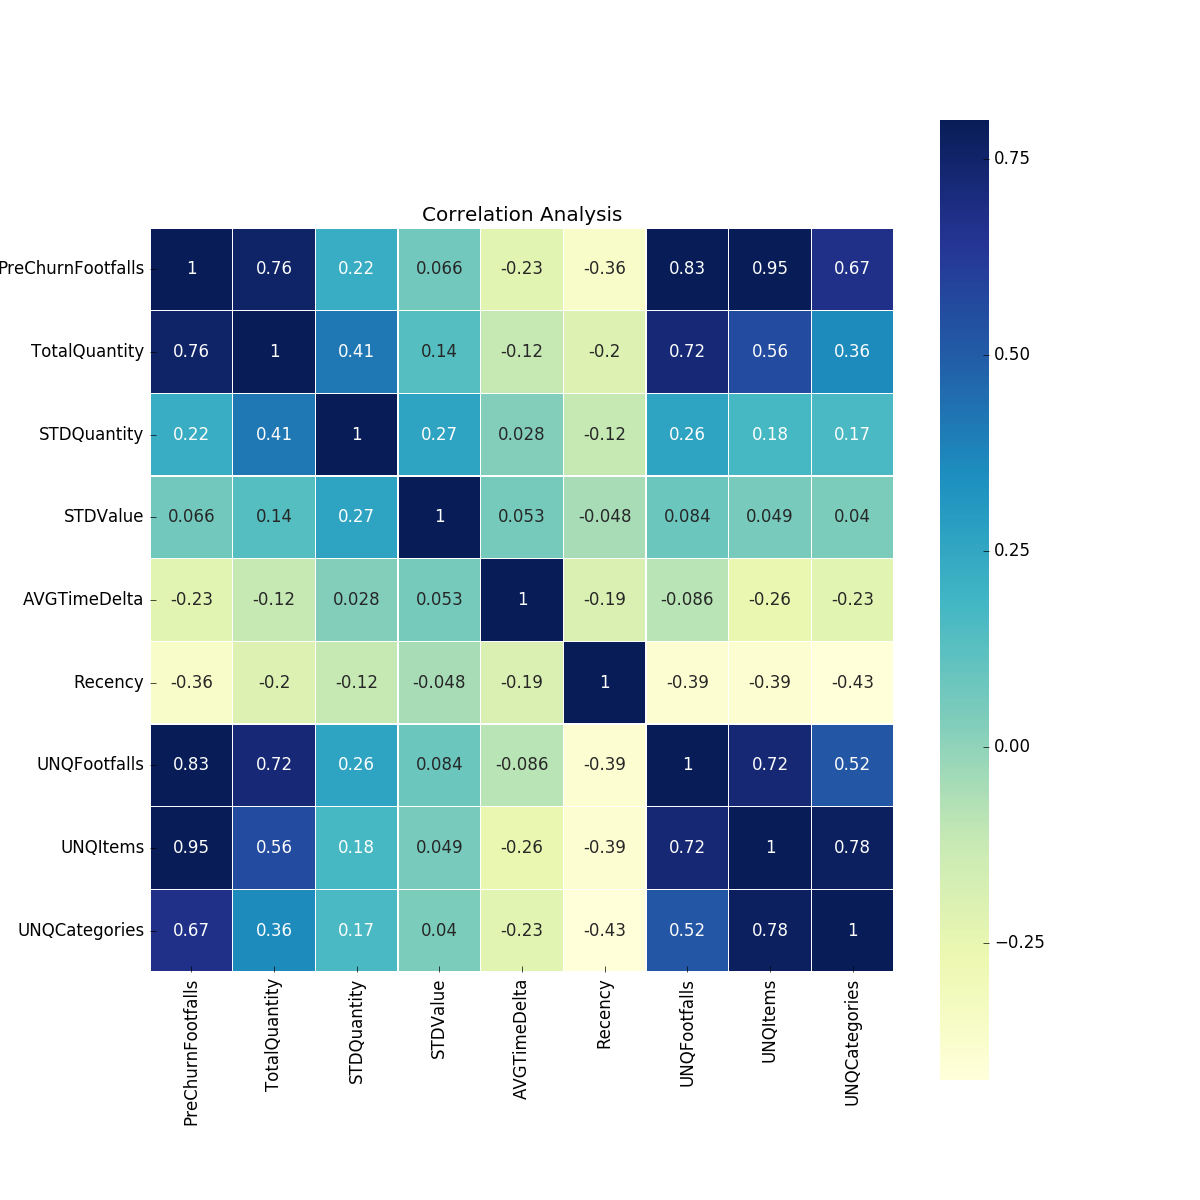 Correlation Analysis
PreChurnFootfalls 1 0.76 0.22 0.066 -0.23 -0.36 0.83 0.95 0.67
TotalQuantity 0.76 1 0.41 0.14 -0.12 -0.2 0.72 0.56 0.36
STDQuantity 0.22 0.41 1 0.27 0.028 -0.12 0.26 0.18 0.17
STDValue 0.066 0.14 0.27 1 0.053 -0.048 0.084 0.049 0.04
AVGTimeDelta -0.23 -0.12 0.028 0.053 1 -0.19 -0.086 -0.26 -0.23
Recency -0.36 -0.2 -0.12 -0.048 -0.19 1 -0.39 -0.39 -0.43
UNQFootfalls 0.83 0.72 0.26 0.084 -0.086 -0.39 1 0.72 0.52
UNQItems 0.95 0.56 0.18 0.049 -0.26 -0.39 0.72 1 0.78
UNQCategories 0.67 0.36 0.17 0.04 -0.23 -0.43 0.52 0.78 1
PreChurnFootfalls
TotalQuantity
STDQuantity
STDValue
AVGTimeDelta
Recency
UNQFootfalls
UNQItems
UNQCategories
0.75
0.50
0.25
0.00
−0.25